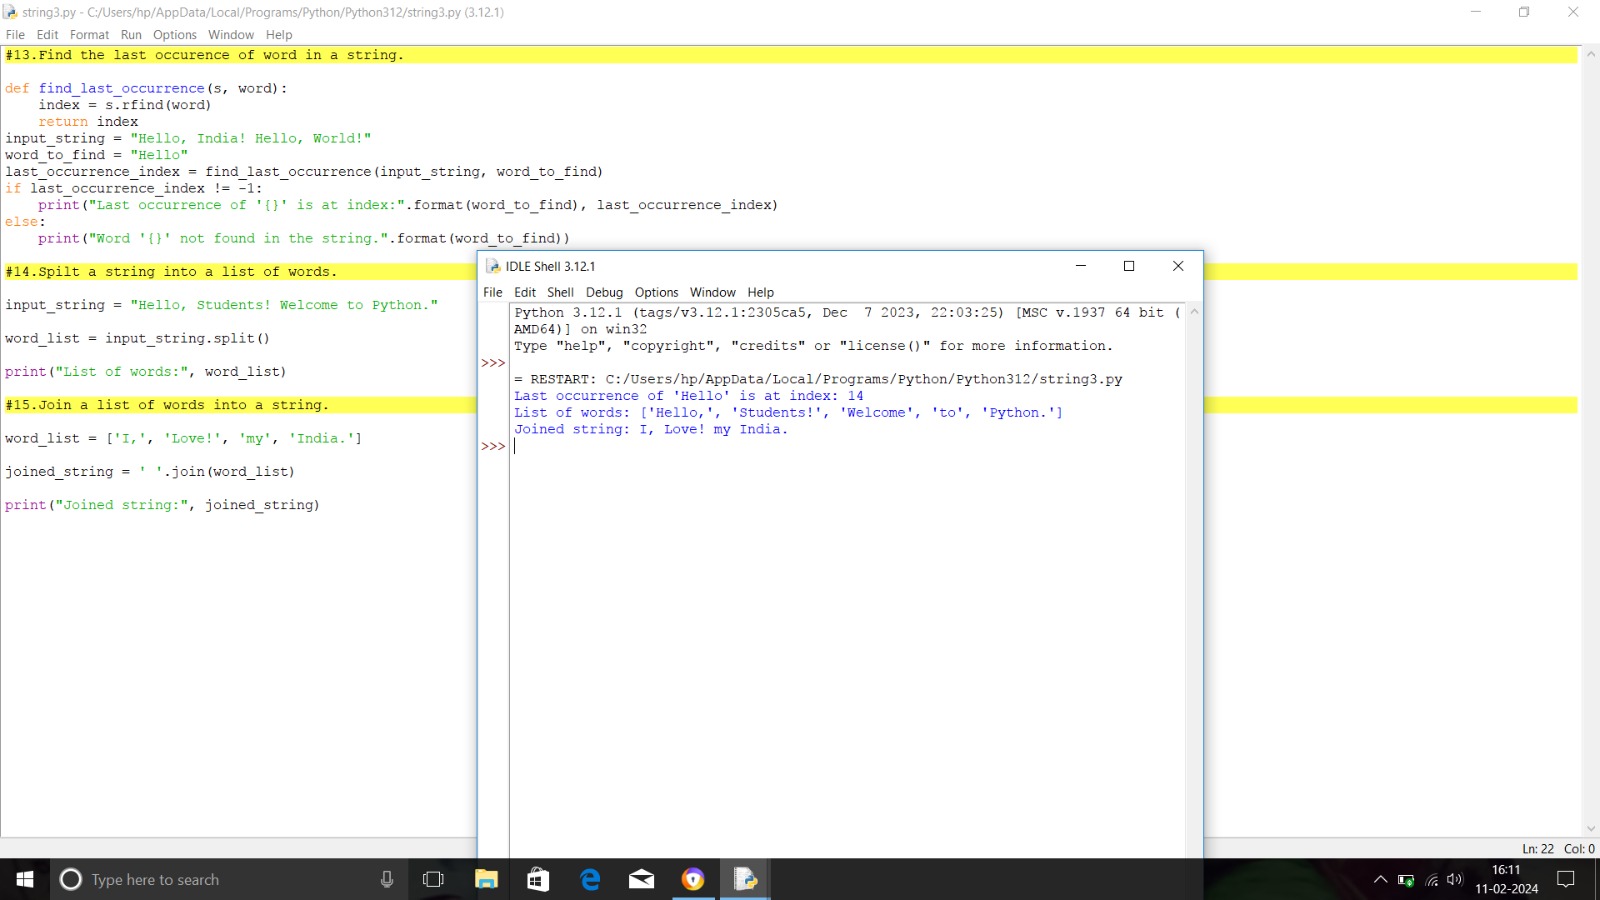 string3.py - C:/Users/hp/AppData/Local/Programs/Python/Python312/string3.py (3.12.1)
File Edit Format Run Options Window Help
#13.Find the last occurence of word in a string.
def find_last_occurrence(s, word):
    index = s.rfind(word)
    return index
input_string = "Hello, India! Hello, World!"
word_to_find = "Hello"
last_occurrence_index = find_last_occurrence(input_string, word_to_find)
if last_occurrence_index != -1:
    print("Last occurrence of '{}' is at index:".format(word_to_find), last_occurrence_index)
else:
    print("Word '{}' not found in the string.".format(word_to_find))
#14.Spilt a string into a list of words.
input_string = "Hello, Students! Welcome to Python."
word_list = input_string.split()
print("List of words:", word_list)
#15.Join a list of words into a string.
word_list = ['I,', 'Love!', 'my', 'India.']
joined_string = ' '.join(word_list)
print("Joined string:", joined_string)
IDLE Shell 3.12.1
File Edit Shell Debug Options Window Help
Python 3.12.1 (tags/v3.12.1:2305ca5, Dec  7 2023, 22:03:25) [MSC v.1937 64 bit (
AMD64)] on win32
Type "help", "copyright", "credits" or "license()" for more information.
>>>
= RESTART: C:/Users/hp/AppData/Local/Programs/Python/Python312/string3.py
Last occurrence of 'Hello' is at index: 14
List of words: ['Hello,', 'Students!', 'Welcome', 'to', 'Python.']
Joined string: I, Love! my India.
>>>
Ln: 22 Col: 0
Type here to search
16:11
11-02-2024